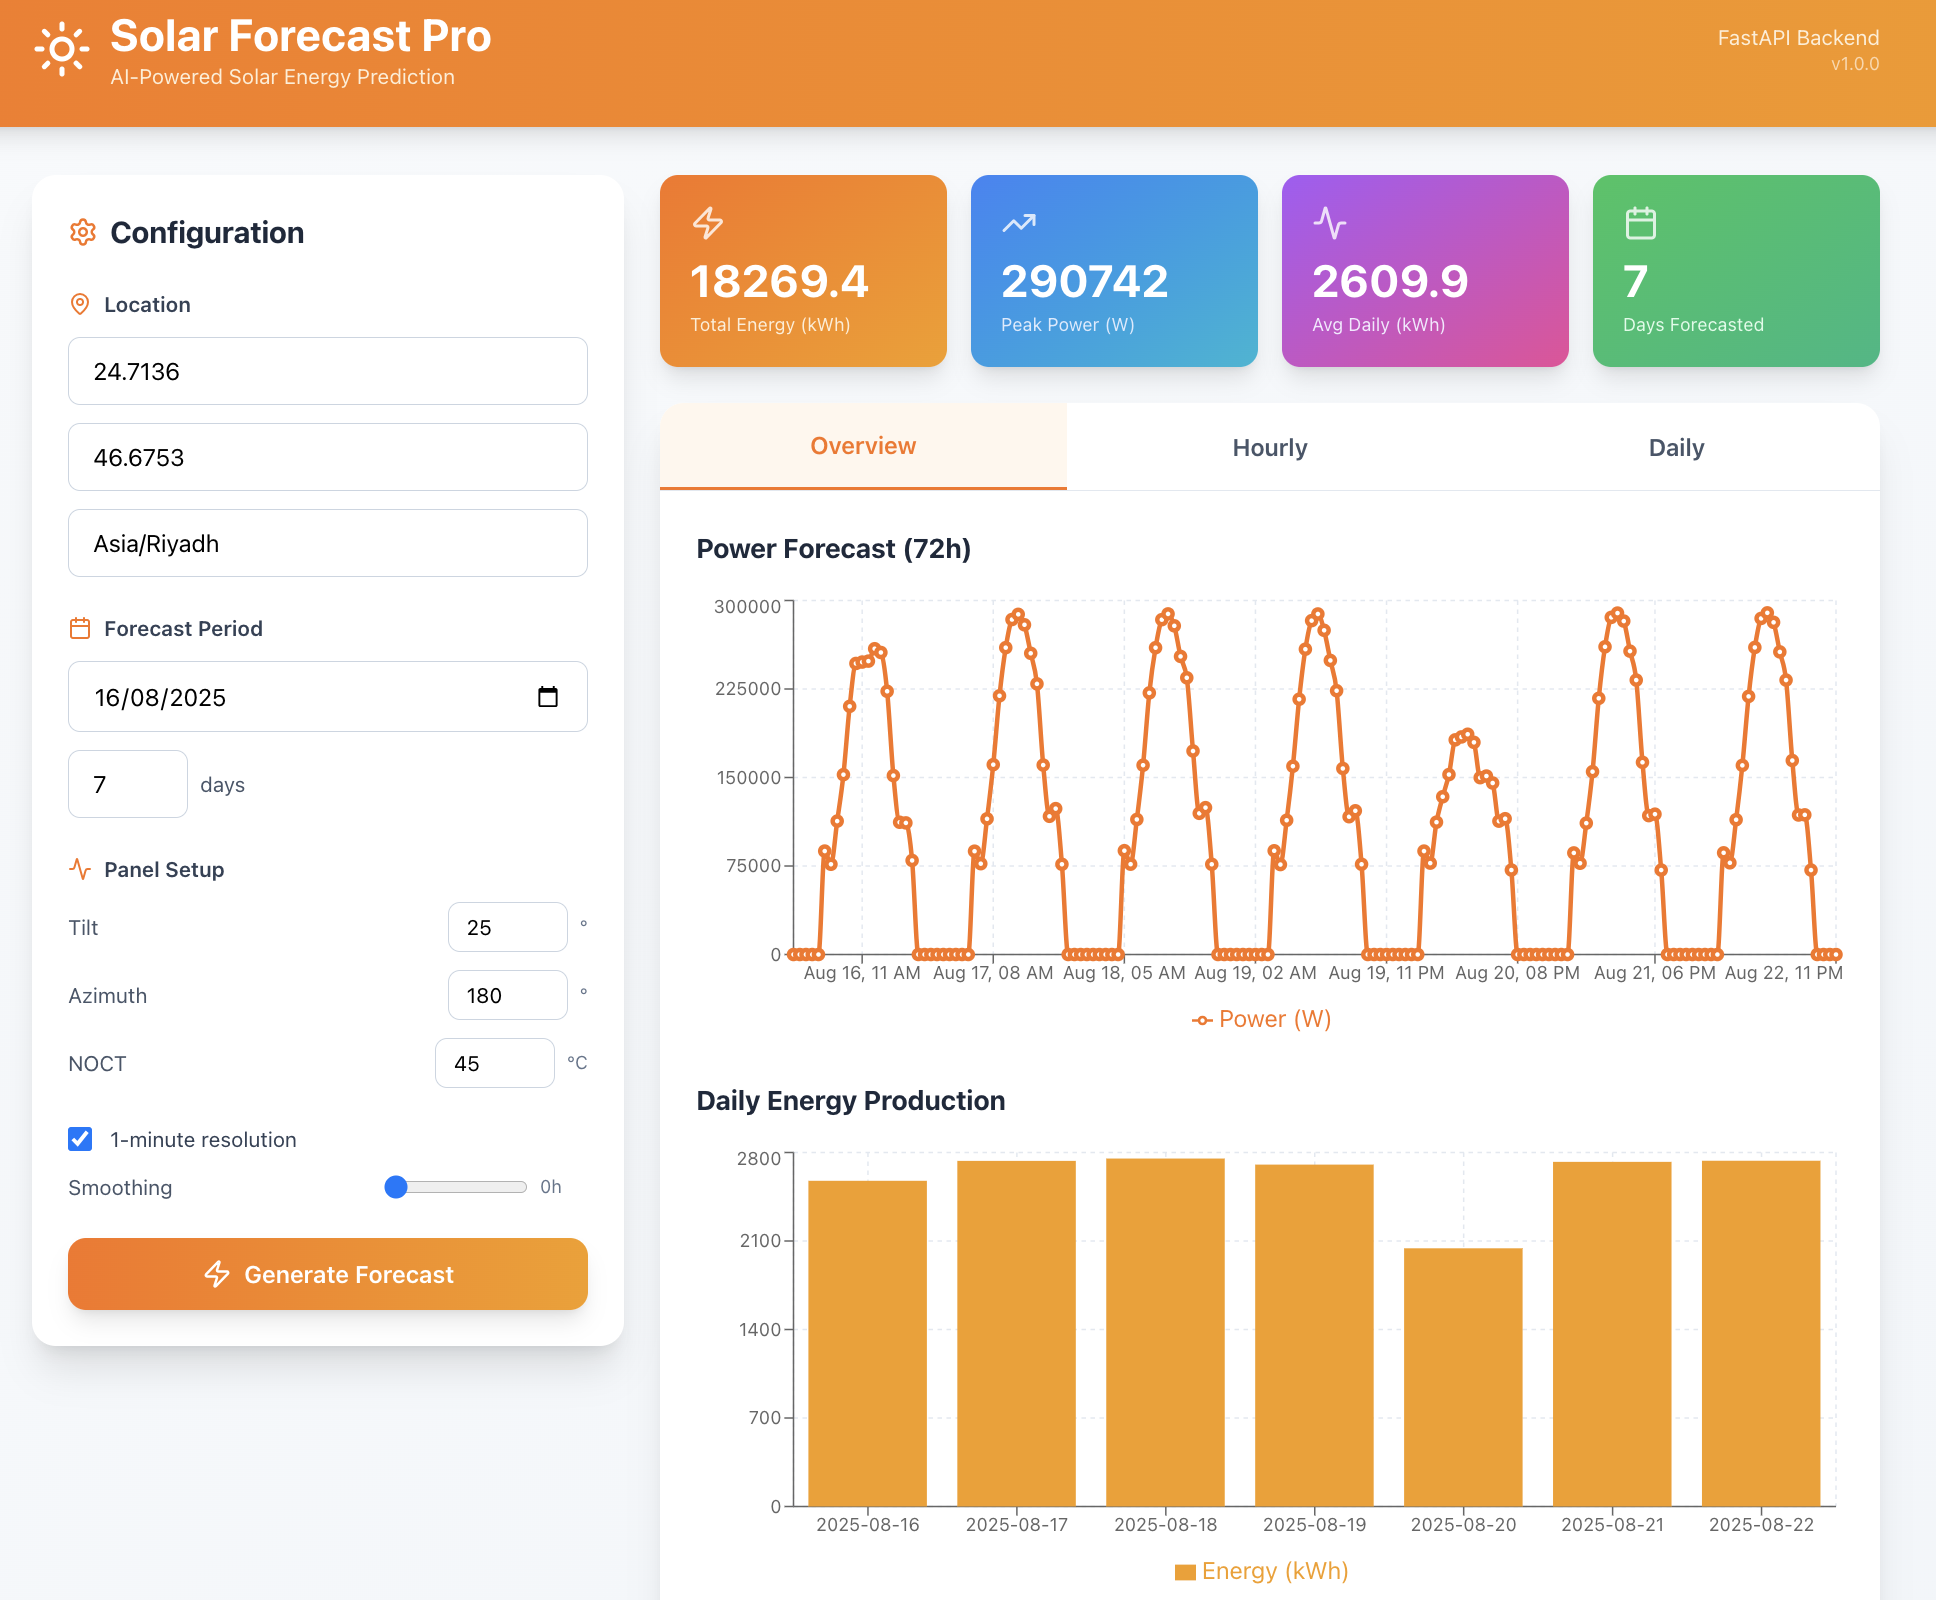 Solar Forecast Pro
AI-Powered Solar Energy Prediction
FastAPI Backend
v1.0.0
Configuration
Location
24.7136
46.6753
Asia/Riyadh
Forecast Period
16/08/2025
7 days
Panel Setup
Tilt 25 °
Azimuth 180 °
NOCT 45 °C
1-minute resolution
Smoothing 0h
Generate Forecast
18269.4
Total Energy (kWh)
290742
Peak Power (W)
2609.9
Avg Daily (kWh)
7
Days Forecasted
Overview Hourly Daily
Power Forecast (72h)
300000
225000
150000
75000
0
Aug 16, 11 AM Aug 17, 08 AM Aug 18, 05 AM Aug 19, 02 AM Aug 19, 11 PM Aug 20, 08 PM Aug 21, 06 PM Aug 22, 11 PM
Power (W)
Daily Energy Production
2800
2100
1400
700
0
2025-08-16 2025-08-17 2025-08-18 2025-08-19 2025-08-20 2025-08-21 2025-08-22
Energy (kWh)